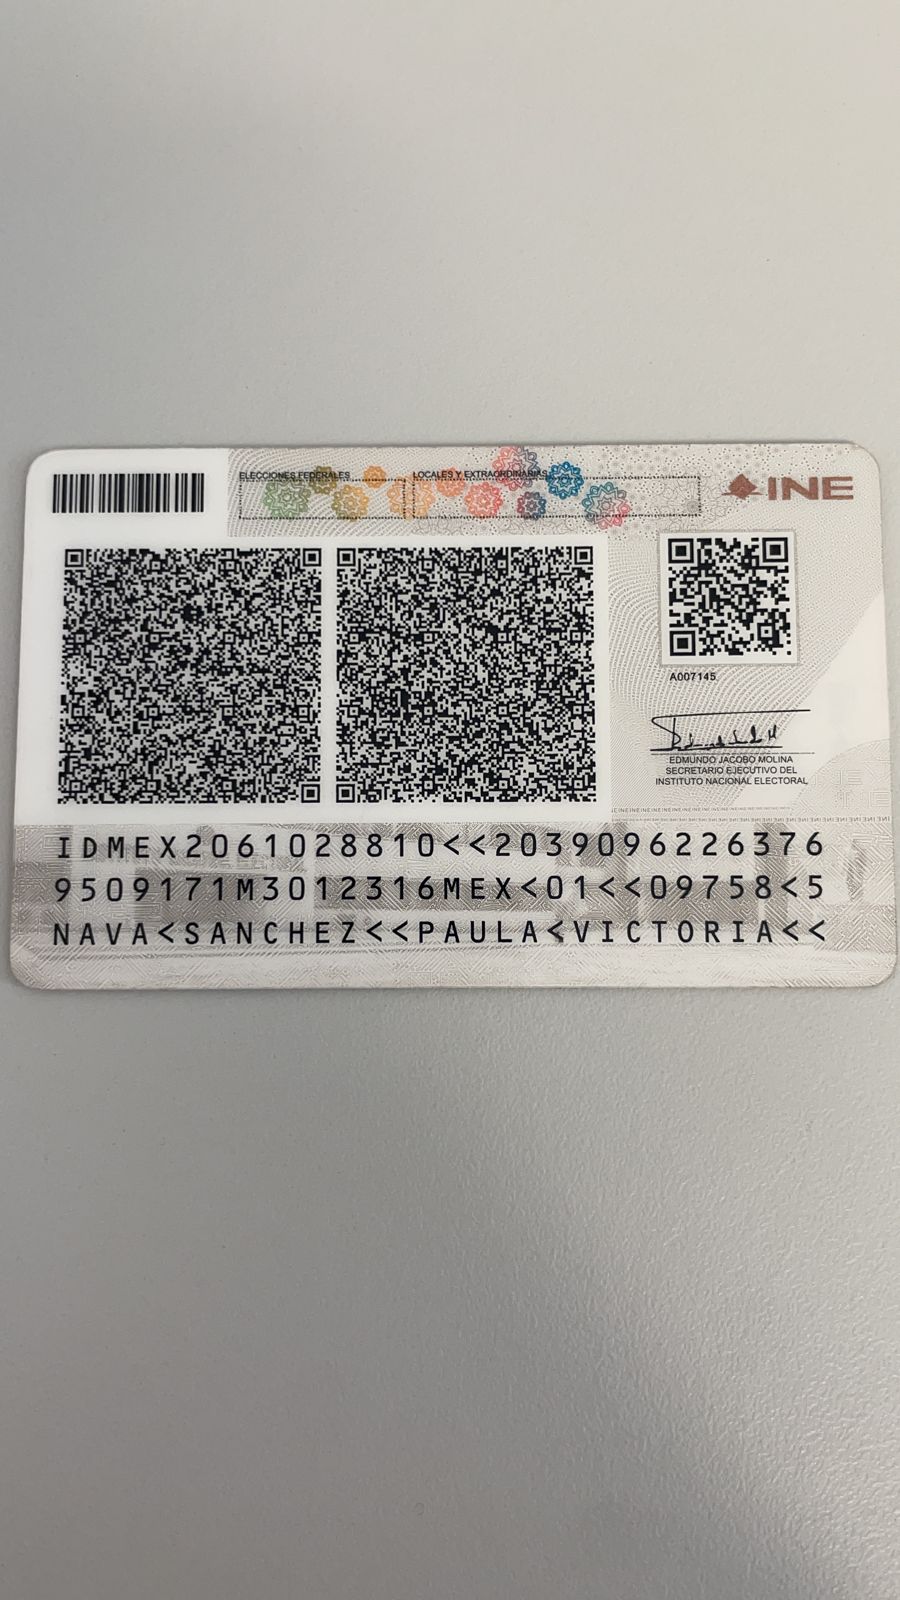 ELECCIONES FEDERALES LOCALES Y EXTRAORDINARIAS
INE
A007145
EDMUNDO JACOBO MOLINA
SECRETARIO EJECUTIVO DEL
INSTITUTO NACIONAL ELECTORAL
IDMEX2061028810<<2039096226376
9509171M3012316MEX<01<<09758<5
NAVA<SANCHEZ<<PAULA<VICTORIA<<